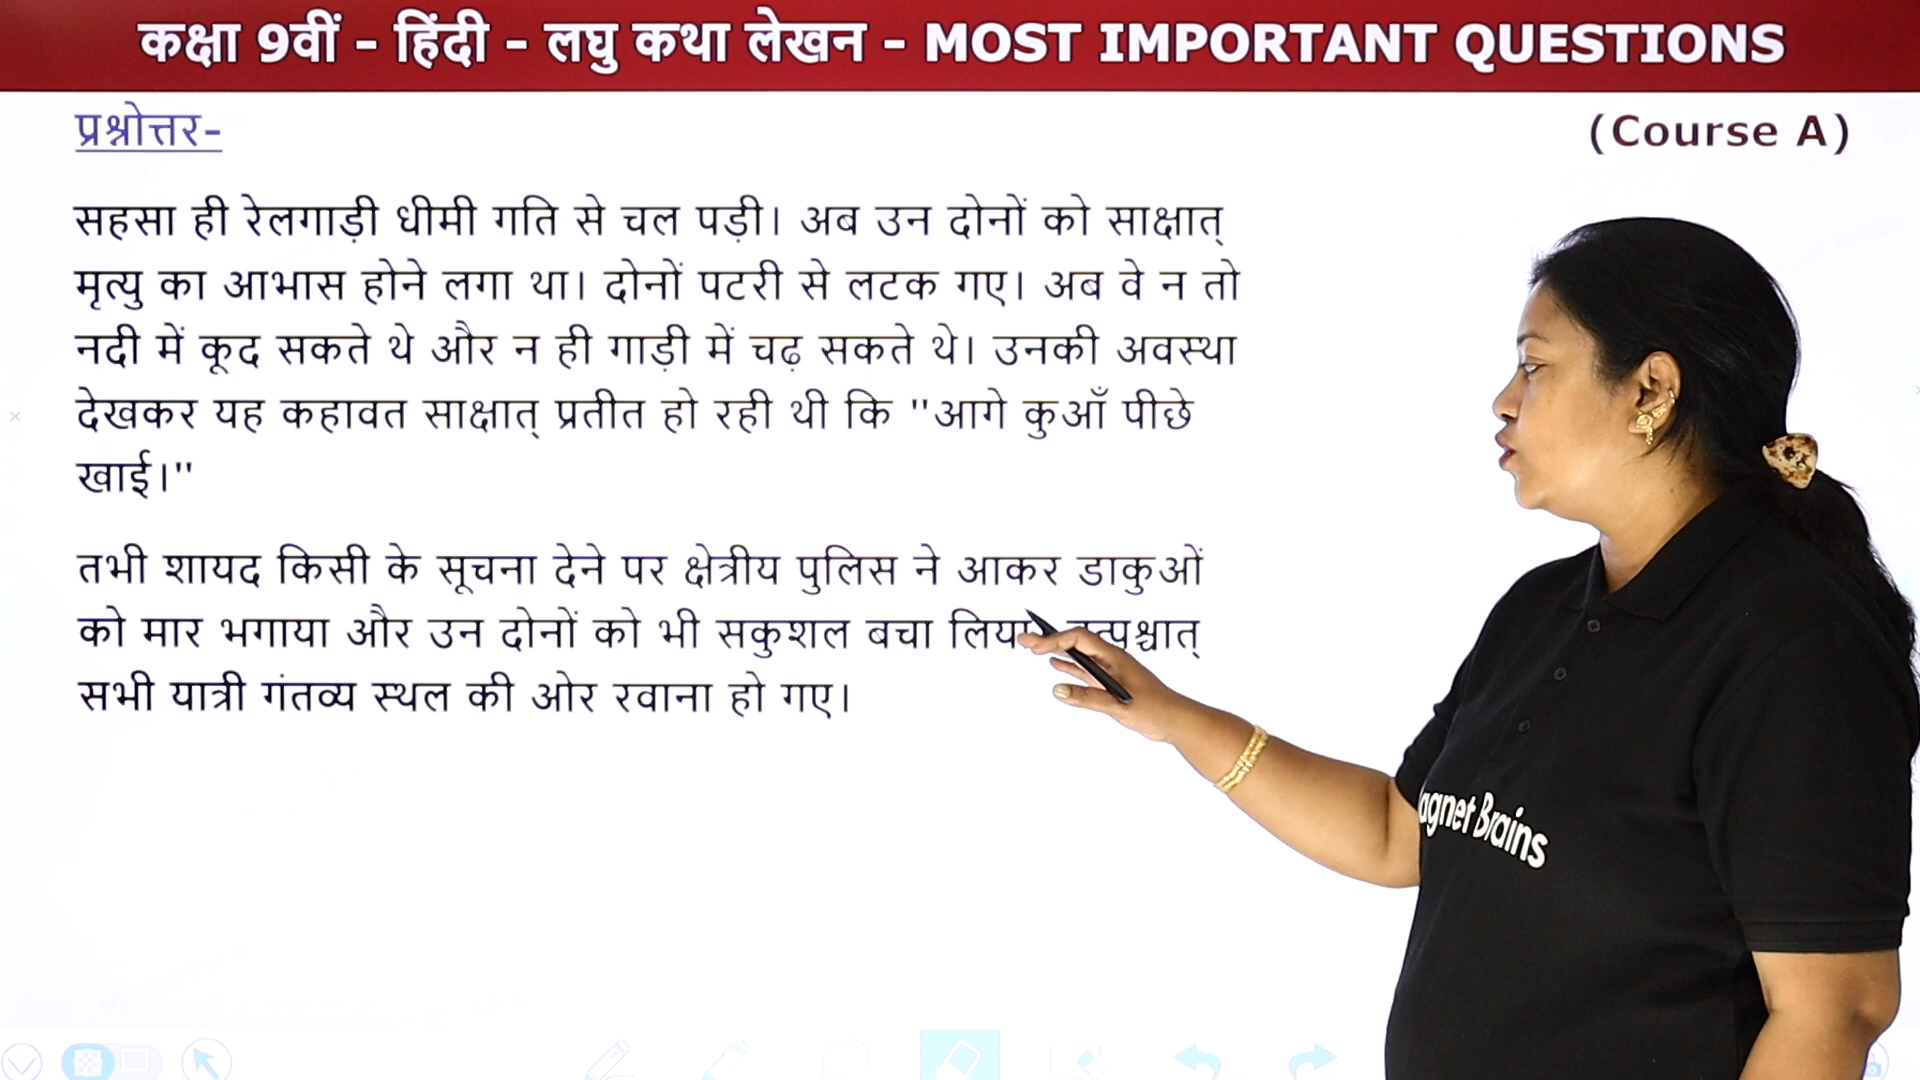 कक्षा 9वीं - हिंदी - लघु कथा लेखन - MOST IMPORTANT QUESTIONS
प्रश्नोत्तर-
(Course A)
सहसा ही रेलगाड़ी धीमी गति से चल पड़ी। अब उन दोनों को साक्षात्
मृत्यु का आभास होने लगा था। दोनों पटरी से लटक गए। अब वे न तो
नदी में कूद सकते थे और न ही गाड़ी में चढ़ सकते थे। उनकी अवस्था
देखकर यह कहावत साक्षात् प्रतीत हो रही थी कि "आगे कुआँ पीछे
खाई।"
तभी शायद किसी के सूचना देने पर क्षेत्रीय पुलिस ने आकर डाकुओं
को मार भगाया और उन दोनों को भी सकुशल बचा
सभी यात्री गंतव्य स्थल की ओर रवाना हो गए।
agnet Brains